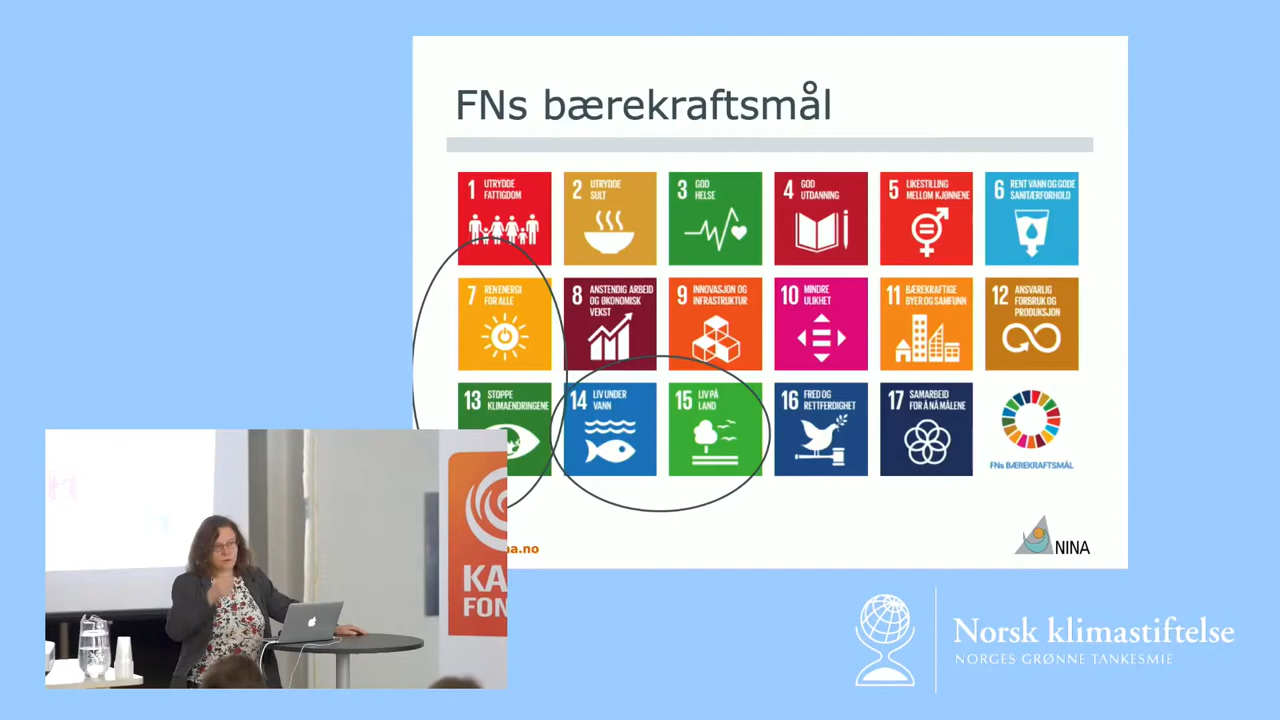 FNs bærekraftsmål
1 UTRYDDE
FATTIGDOM
2 UTRYDDE
SULT
3 GOD
HELSE
4 GOD
UTDANNING
5 LIKESTILLING
MELLOM KJØNNENE
6 RENT VANN OG GODE
SANITÆRFORHOLD
7 REN ENERGI
FOR ALLE
8 ANSTENDIG ARBEID
OG ØKONOMISK
VEKST
9 INNOVASJON OG
INFRASTRUKTUR
10 MINDRE
ULIKHET
11 BÆREKRAFTIGE
BYER OG SAMFUNN
12 ANSVARLIG
FORBRUK OG
PRODUKSJON
13 STOPPE
KLIMAENDRINGENE
14 LIV UNDER
VANN
15 LIV PÅ
LAND
16 FRED OG
RETTFERDIGHET
17 SAMARBEID
FOR Å NÅ MÅLENE
FNs BÆREKRAFTSMÅL
na.no
NINA
KA
FON
Norsk klimastiftelse
NORGES GRØNNE TANKESMIE